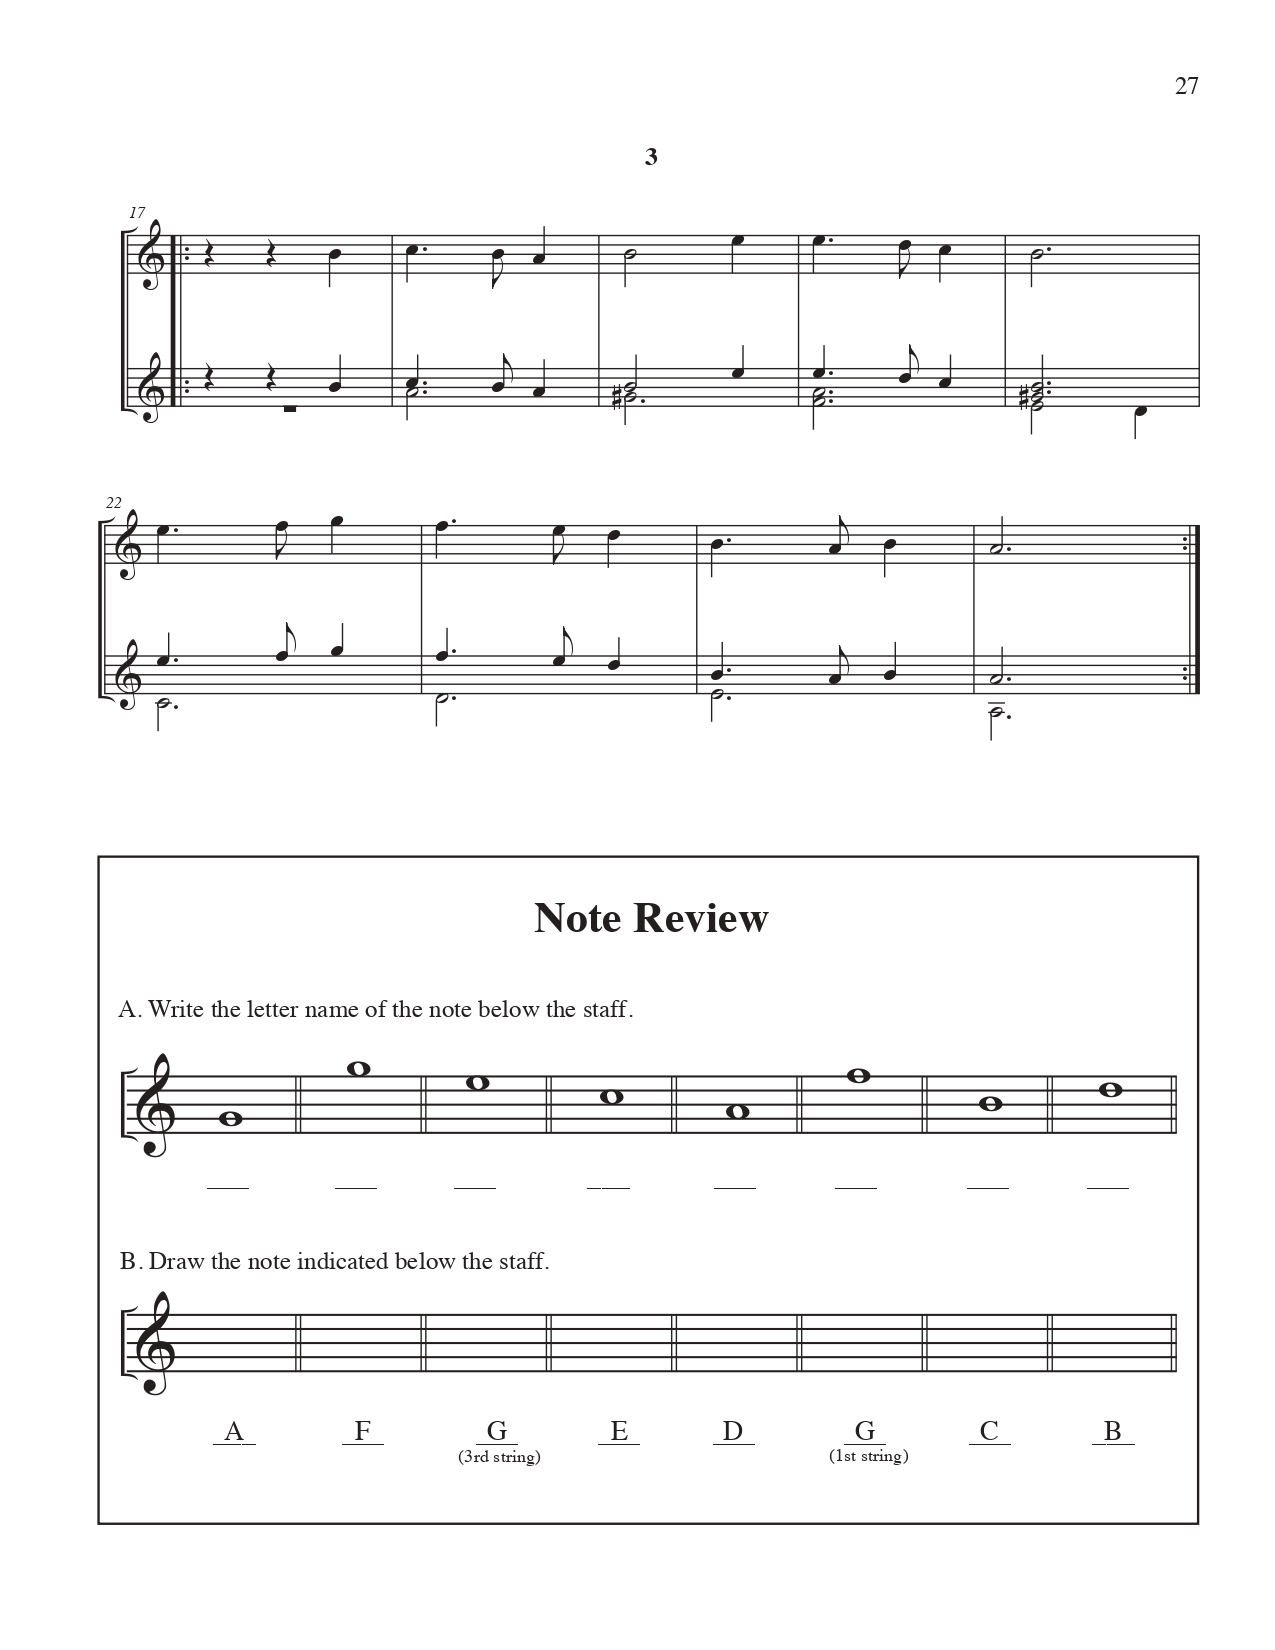 27
3
17
22
Note Review
A. Write the letter name of the note below the staff.
B. Draw the note indicated below the staff.
A F G E D G C B
(3rd string) (1st string)